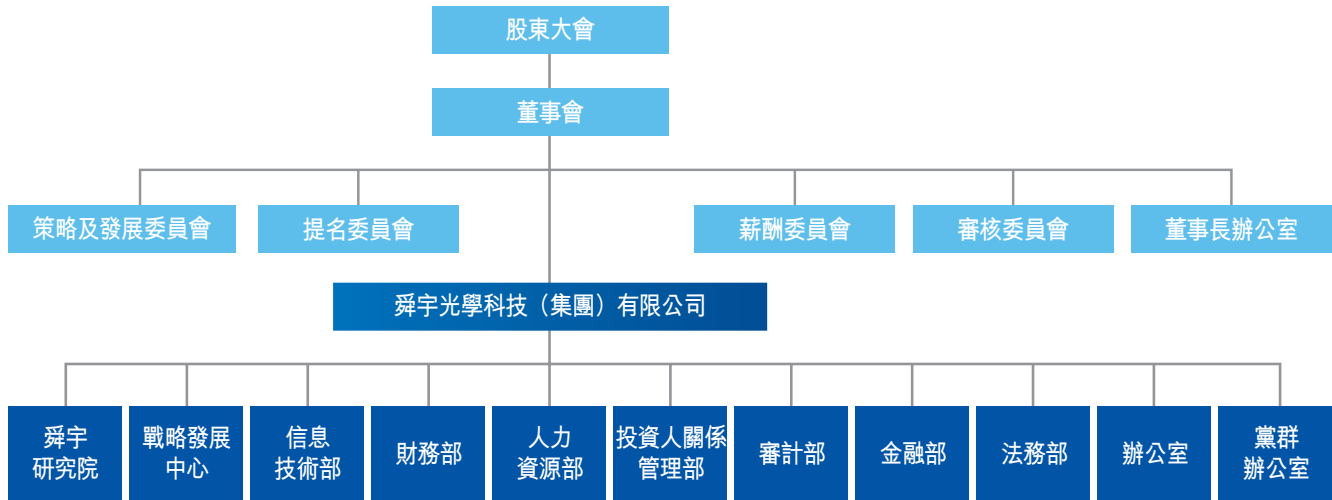 股東大會
董事會
策略及發展委員會
提名委員會
薪酬委員會
審核委員會
董事長辦公室
舜宇光學科技（集團）有限公司
舜宇
研究院
戰略發展
中心
信息
技術部
財務部
人力
資源部
投資人關係
管理部
審計部
金融部
法務部
辦公室
黨群
辦公室